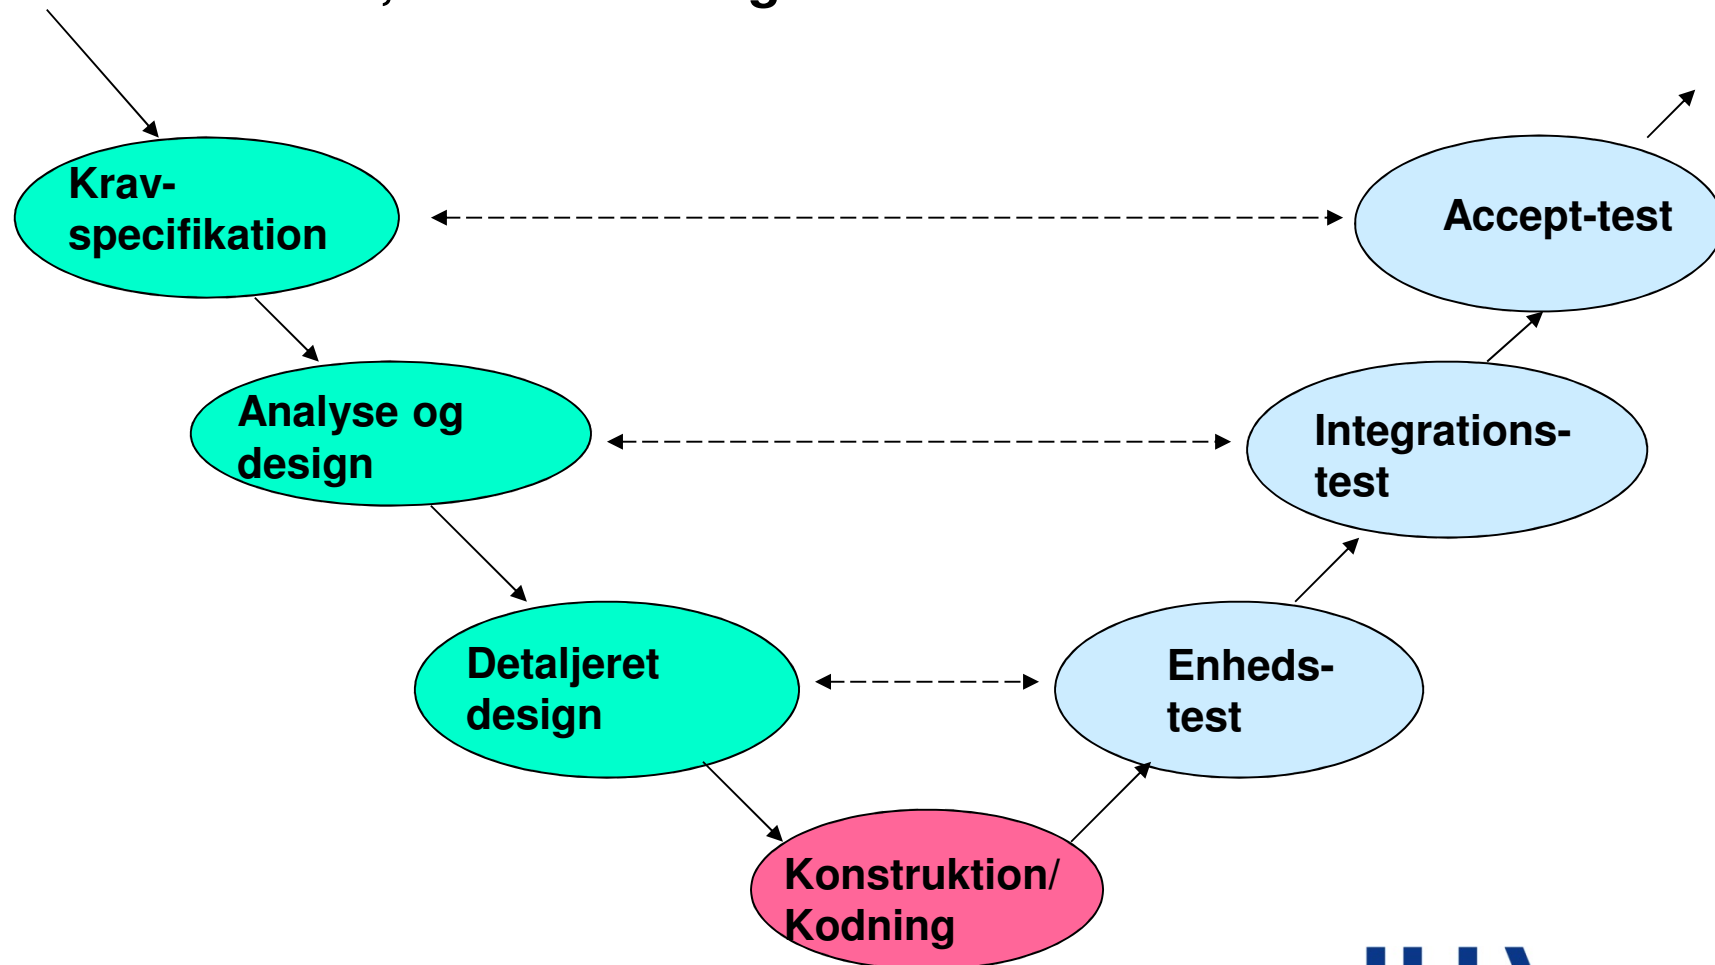 Krav-
specifikation
Accept-test
Analyse og
design
Integrations-
test
Detaljeret
design
Enheds-
test
Konstruktion/
Kodning